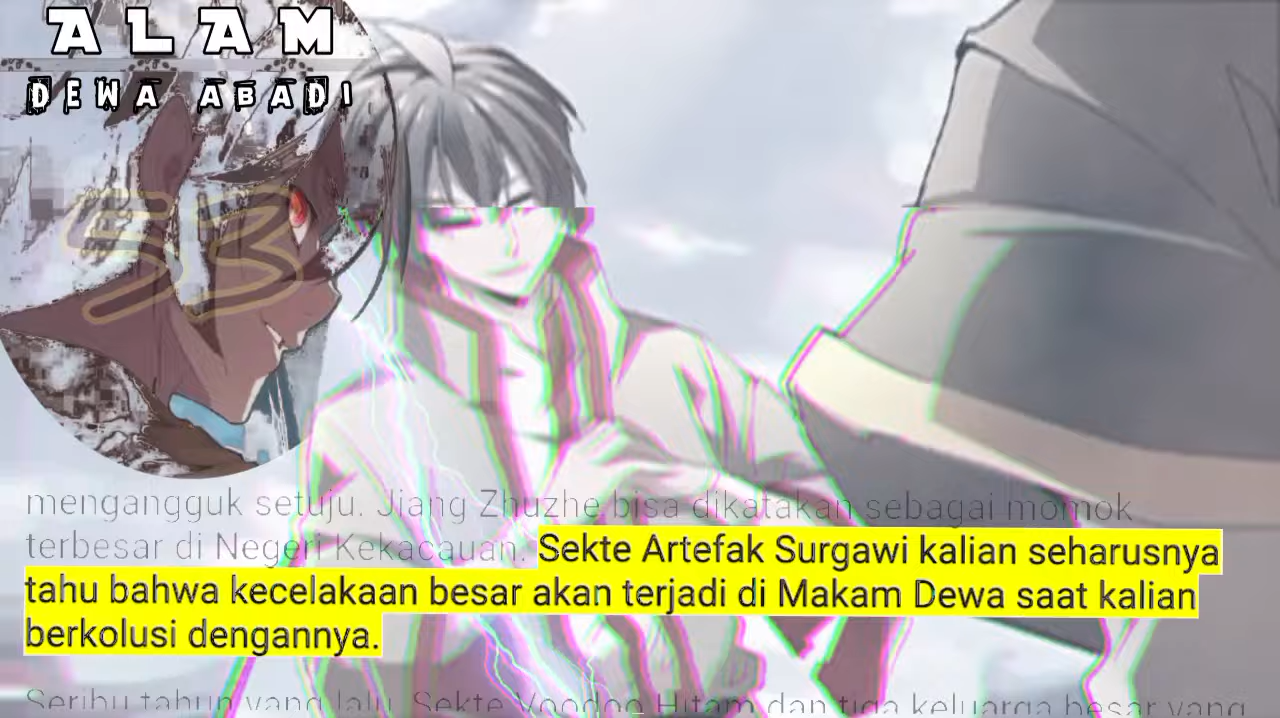 ALAM
DEWA ABADI
SB
mengangguk setuju. Jiang Zhuzhe bisa dikatakan sebagai momok
terbesar di Negeri Kekacauan. Sekte Artefak Surgawi kalian seharusnya
tahu bahwa kecelakaan besar akan terjadi di Makam Dewa saat kalian
berkolusi dengannya.
Seribu tahun yang lalu, Sekte Voodoo Hitam dan tiga keluarga besar yang